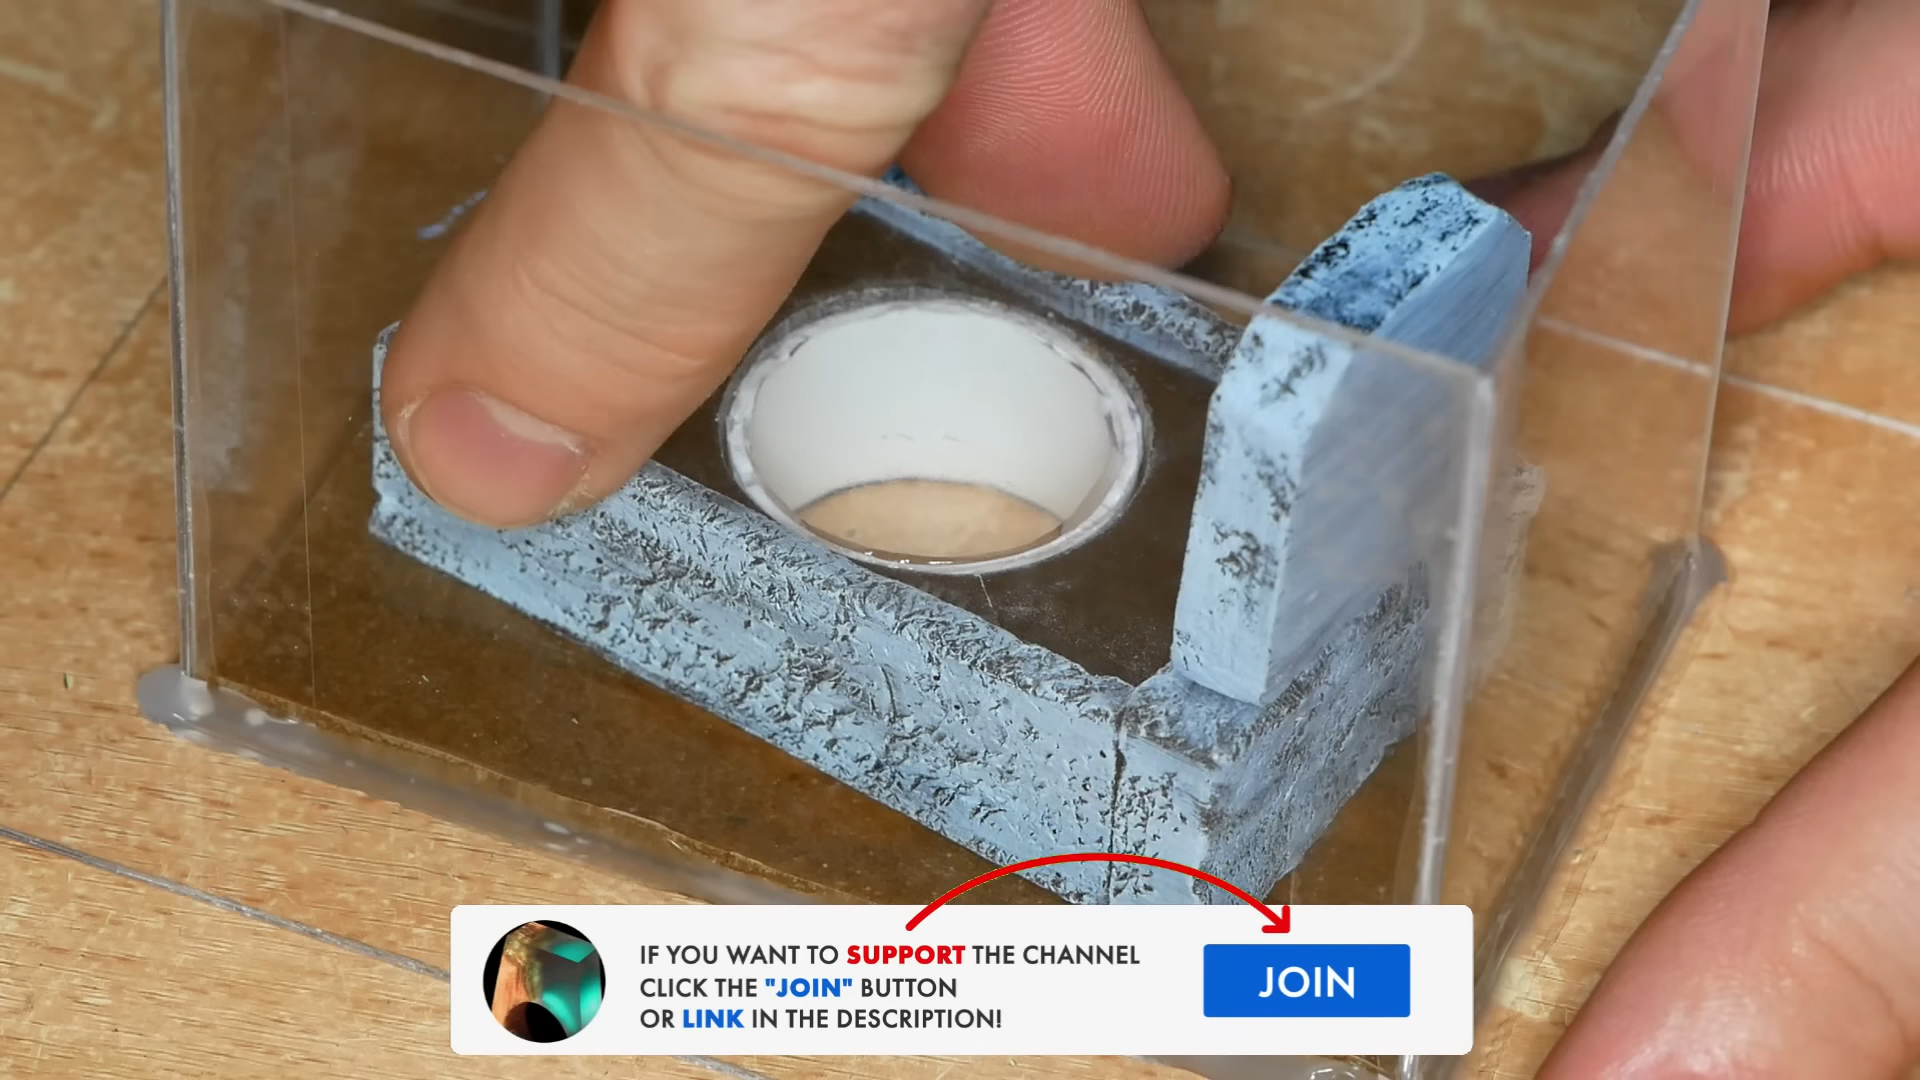 IF YOU WANT TO SUPPORT THE CHANNEL
CLICK THE "JOIN" BUTTON
OR LINK IN THE DESCRIPTION!
JOIN